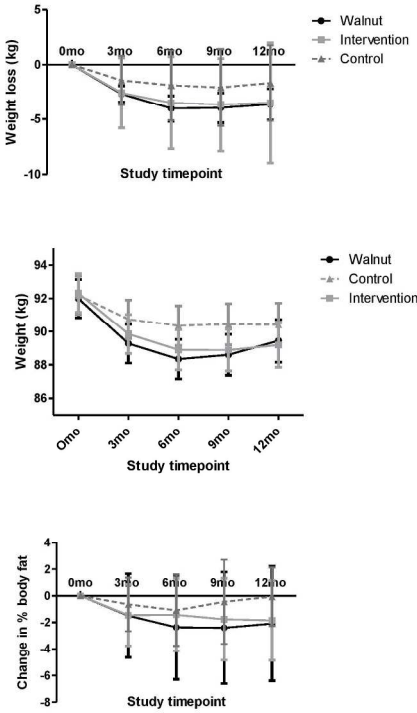 5
0mo 3mo 6mo 9mo 12mo
0
-5
-10
Weight loss (kg)
Study timepoint
Walnut
Intervention
Control
94
92
90
88
86
Weight (kg)
0mo 3mo 6mo 9mo 12mo
Study timepoint
Walnut
Control
Intervention
4
2
0mo 3mo 6mo 9mo 12mo
0
-2
-4
-6
-8
Change in % body fat
Study timepoint